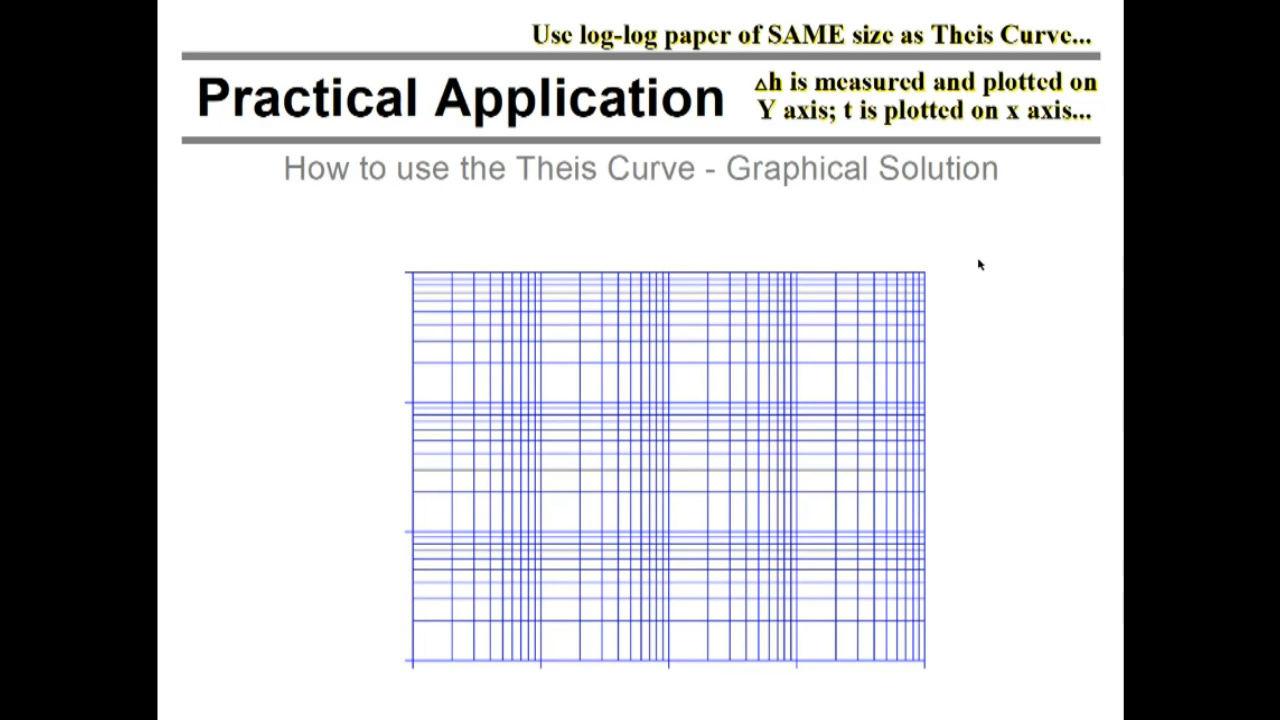 Use log-log paper of SAME size as Theis Curve...
Practical Application
△h is measured and plotted on
Y axis; t is plotted on x axis...
How to use the Theis Curve - Graphical Solution